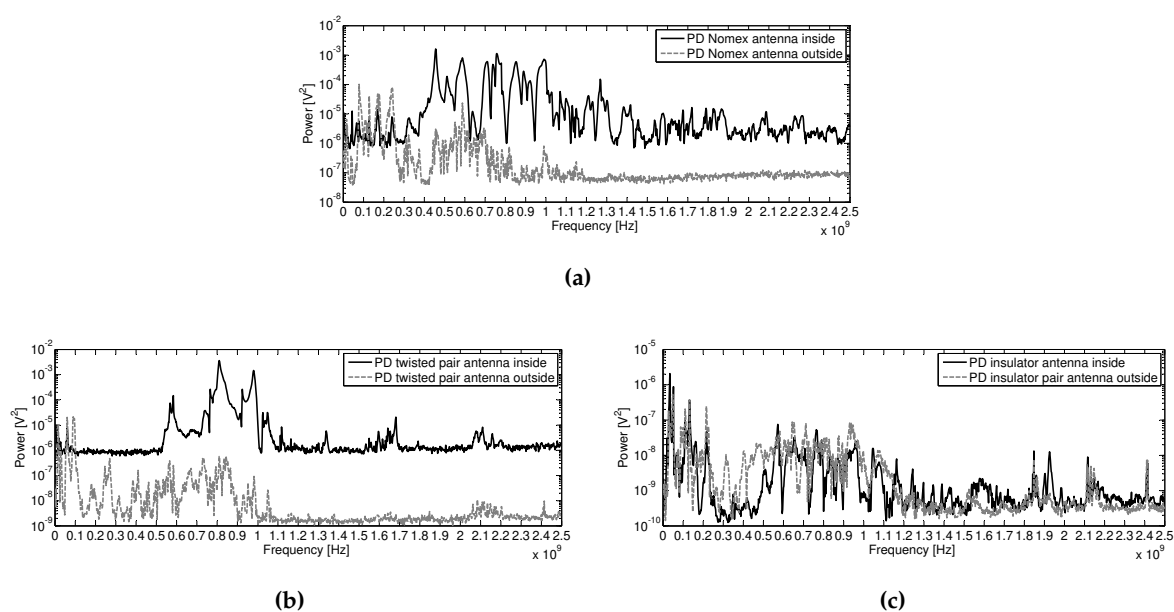 10^-2
10^-3
10^-4
10^-5
10^-6
10^-7
10^-8
Power [V^2]
PD Nomex antenna inside
PD Nomex antenna outside
0 0.1 0.2 0.3 0.4 0.5 0.6 0.7 0.8 0.9 1 1.1 1.2 1.3 1.4 1.5 1.6 1.7 1.8 1.9 2 2.1 2.2 2.3 2.4 2.5
Frequency [Hz]
x 10^9
(a)
10^-2
10^-3
10^-4
10^-5
10^-6
10^-7
10^-8
10^-9
Power [V^2]
PD twisted pair antenna inside
PD twisted pair antenna outside
0 0.1 0.2 0.3 0.4 0.5 0.6 0.7 0.8 0.9 1 1.1 1.2 1.3 1.4 1.5 1.6 1.7 1.8 1.9 2 2.1 2.2 2.3 2.4 2.5
Frequency [Hz]
x 10^9
(b)
10^-5
10^-6
10^-7
10^-8
10^-9
10^-10
Power [V^2]
PD insulator antenna inside
PD insulator pair antenna outside
0 0.1 0.2 0.3 0.4 0.5 0.6 0.7 0.8 0.9 1 1.1 1.2 1.3 1.4 1.5 1.6 1.7 1.8 1.9 2 2.1 2.2 2.3 2.4 2.5
Frequency [Hz]
x 10^9
(c)